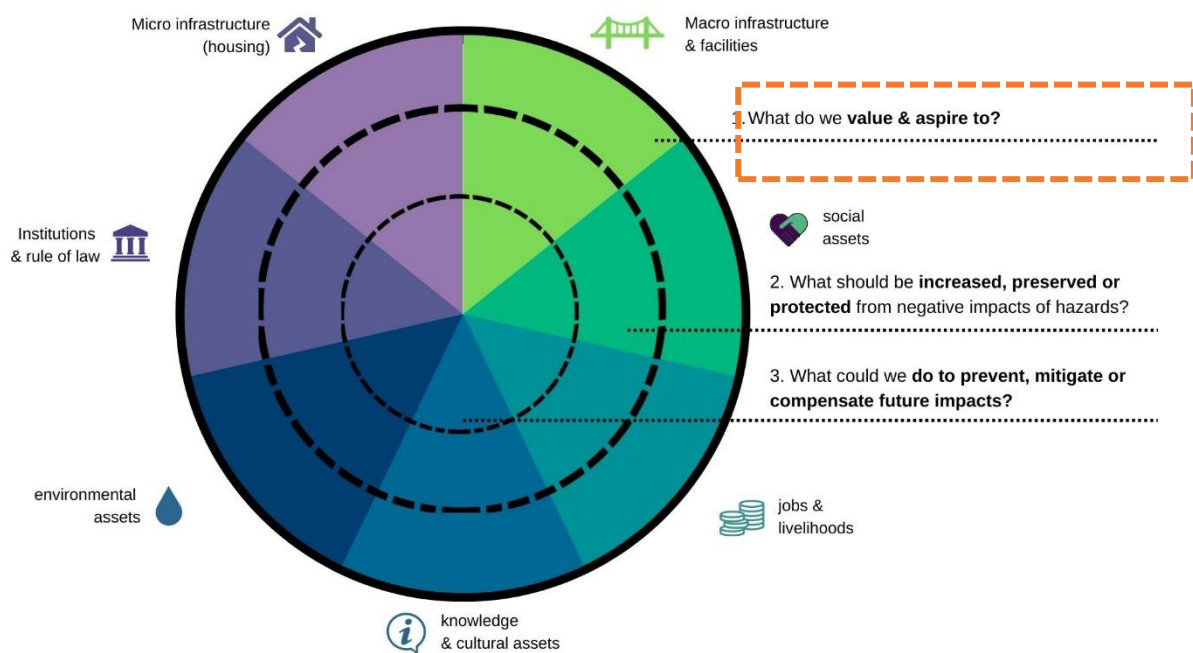 Micro infrastructure
(housing)
Macro infrastructure
& facilities
1. What do we value & aspire to?
social
assets
Institutions
& rule of law
2. What should be increased, preserved or
protected from negative impacts of hazards?
3. What could we do to prevent, mitigate or
compensate future impacts?
environmental
assets
jobs &
livelihoods
knowledge
& cultural assets